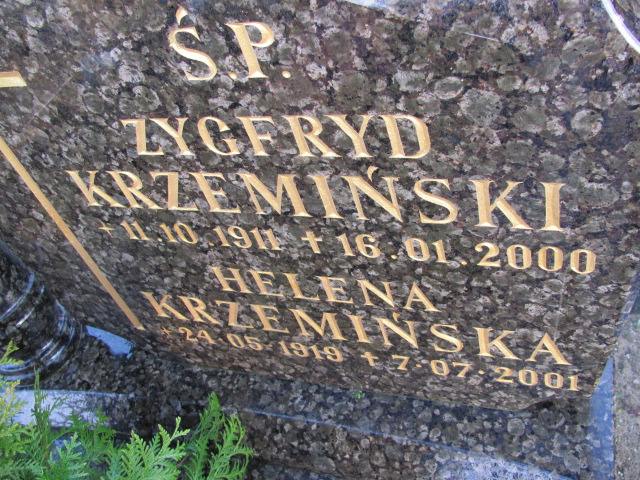 Ś.P.
ZYGFRYD
KRZEMIŃSKI
+11.10.1911 +16.01.2000
HELENA
KRZEMIŃSKA
*24.05.1919 +7.07.2001